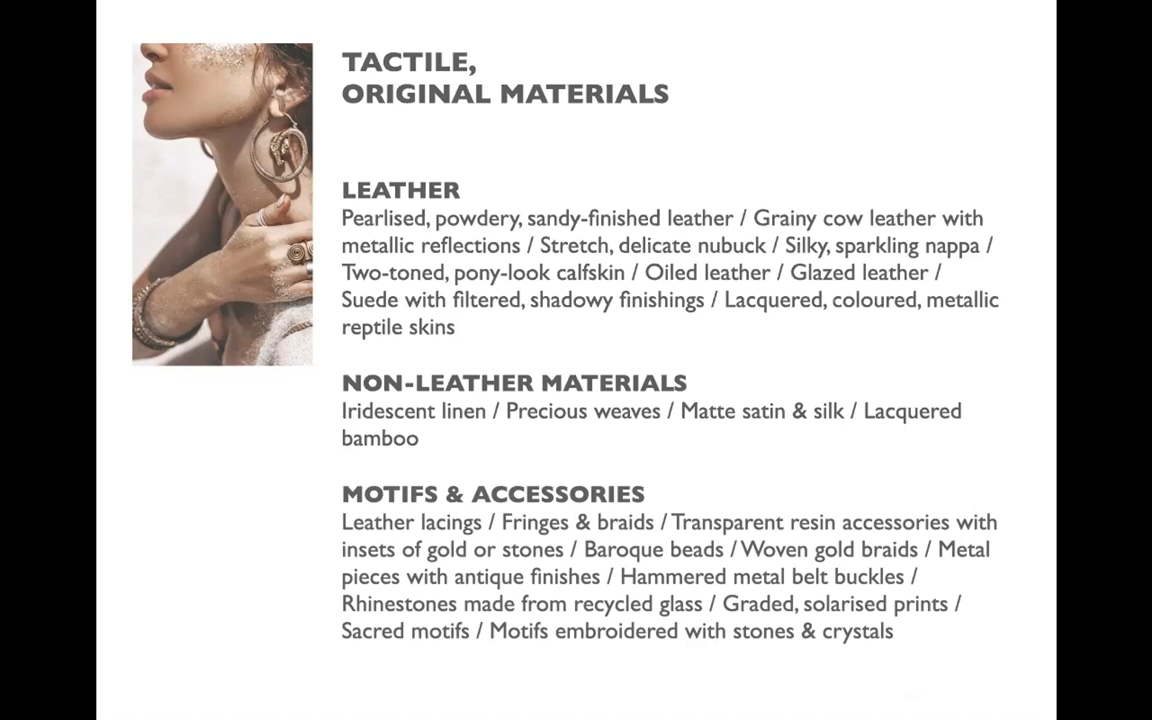 TACTILE,
ORIGINAL MATERIALS
LEATHER
Pearlised, powdery, sandy-finished leather / Grainy cow leather with
metallic reflections / Stretch, delicate nubuck / Silky, sparkling nappa /
Two-toned, pony-look calfskin / Oiled leather / Glazed leather /
Suede with filtered, shadowy finishings / Lacquered, coloured, metallic
reptile skins
NON-LEATHER MATERIALS
Iridescent linen / Precious weaves / Matte satin & silk / Lacquered
bamboo
MOTIFS & ACCESSORIES
Leather lacings / Fringes & braids / Transparent resin accessories with
insets of gold or stones / Baroque beads / Woven gold braids / Metal
pieces with antique finishes / Hammered metal belt buckles /
Rhinestones made from recycled glass / Graded, solarised prints /
Sacred motifs / Motifs embroidered with stones & crystals